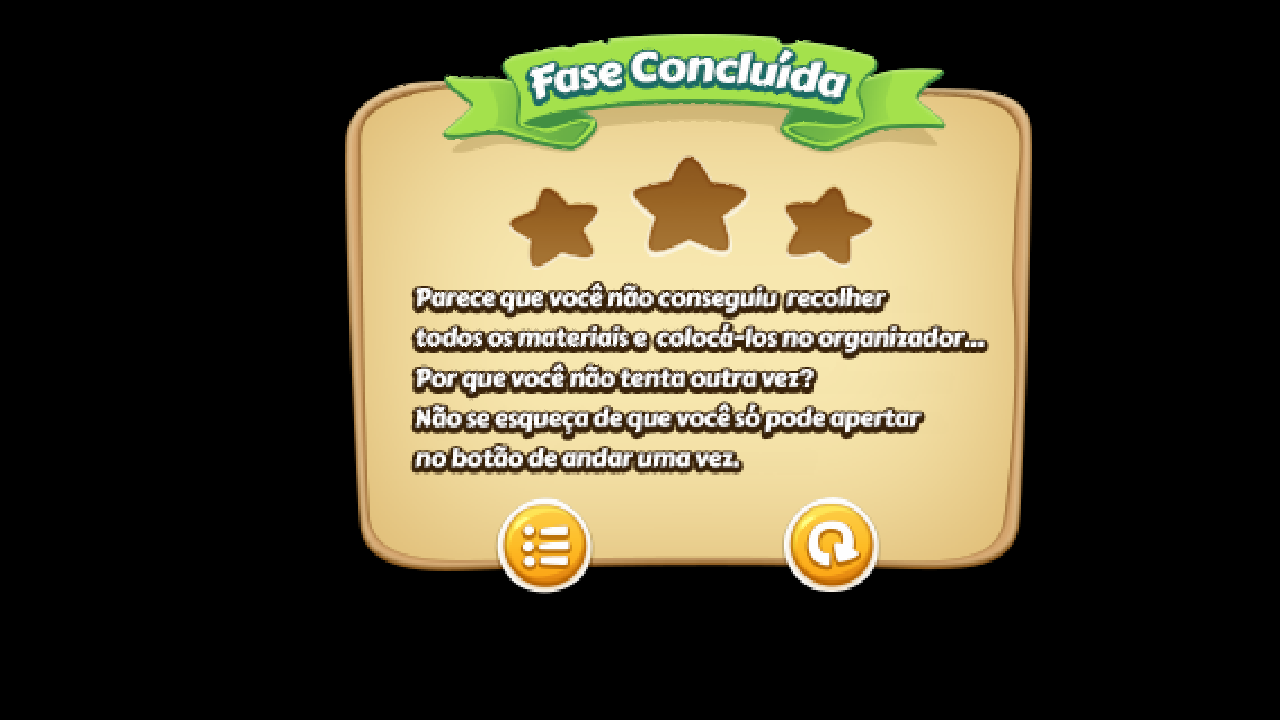 Fase Concluída
Parece que você não conseguiu recolher
todos os materiais e colocá-los no organizador...
Por que você não tenta outra vez?
Não se esqueça de que você só pode apertar
no botão de andar uma vez.